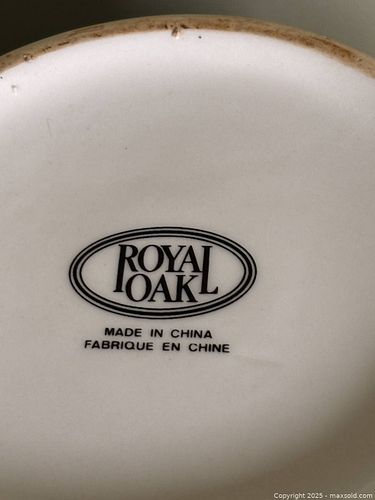 ROYAL
OAK
MADE IN CHINA
FABRIQUE EN CHINE
Copyright 2025 - maxsold.com